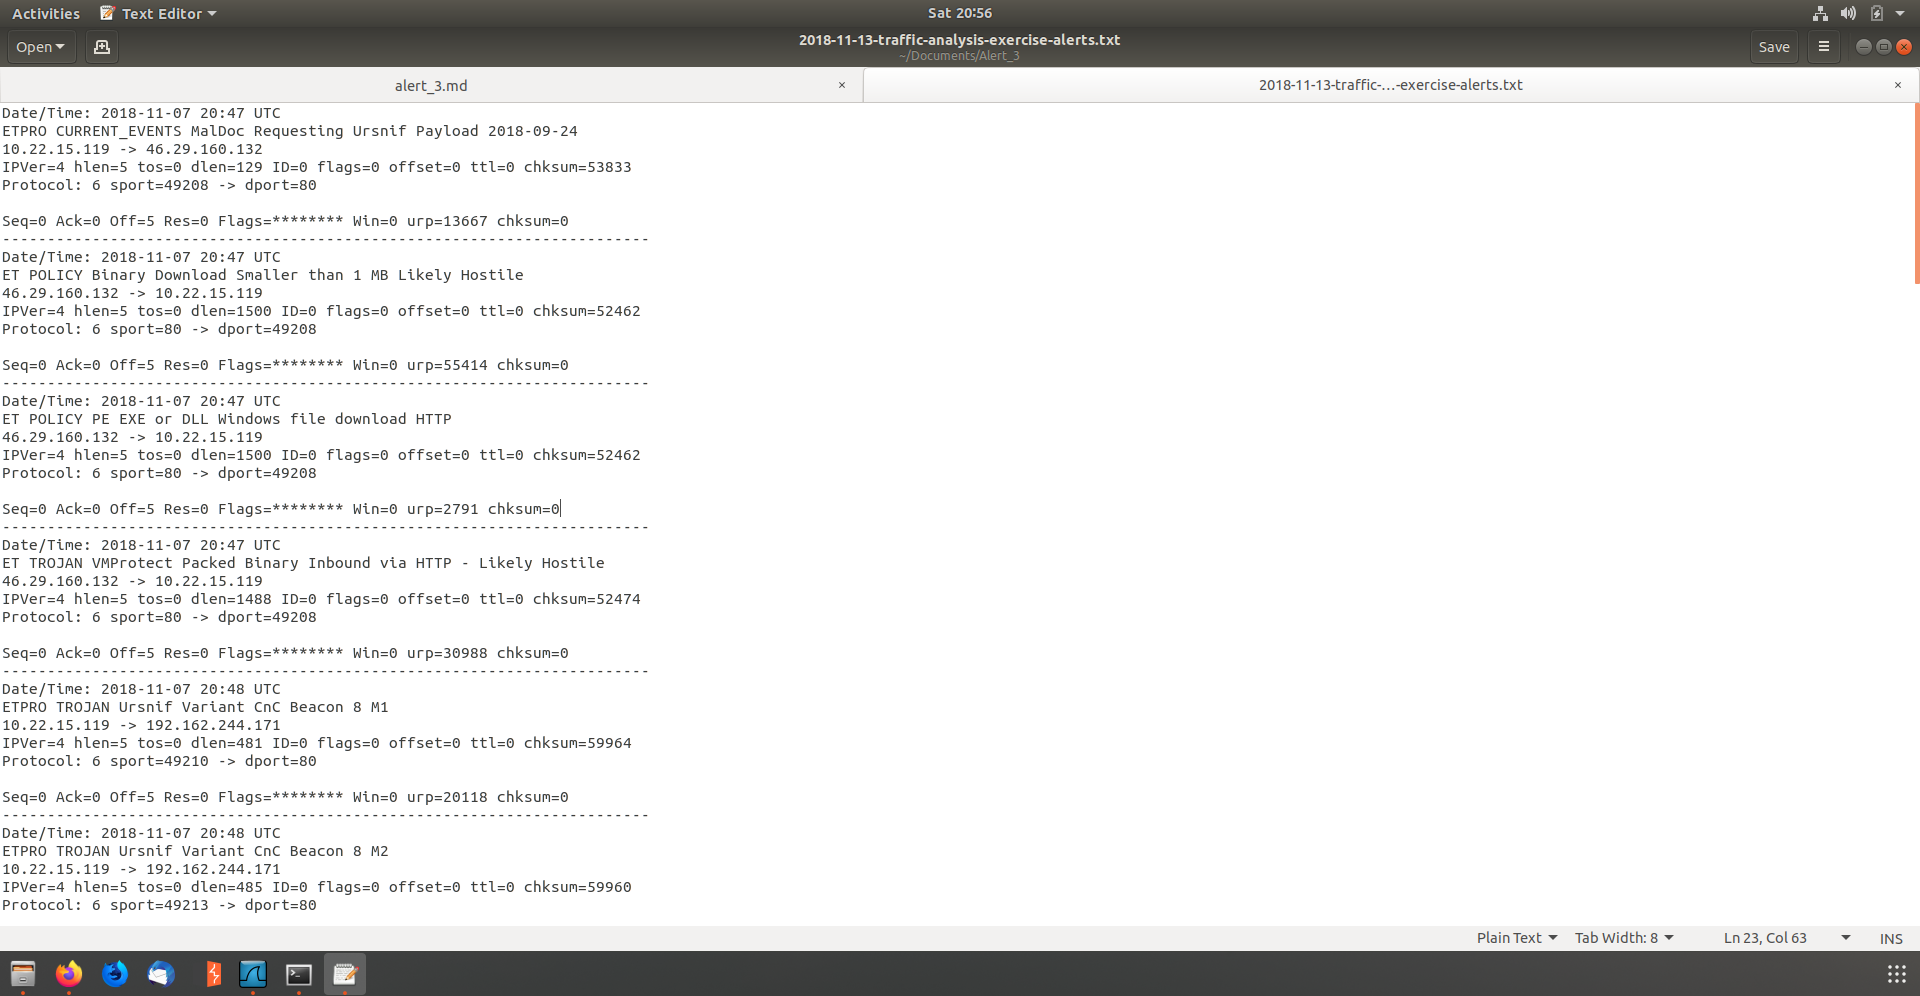 Activities
Text Editor
Sat 20:56
Open
2018-11-13-traffic-analysis-exercise-alerts.txt
~/Documents/Alert_3
Save
alert_3.md
2018-11-13-traffic-…-exercise-alerts.txt
Date/Time: 2018-11-07 20:47 UTC
ETPRO CURRENT_EVENTS MalDoc Requesting Ursnif Payload 2018-09-24
10.22.15.119 -> 46.29.160.132
IPVer=4 hlen=5 tos=0 dlen=129 ID=0 flags=0 offset=0 ttl=0 chksum=53833
Protocol: 6 sport=49208 -> dport=80
Seq=0 Ack=0 Off=5 Res=0 Flags=******** Win=0 urp=13667 chksum=0
------------------------------------------------------------------------
Date/Time: 2018-11-07 20:47 UTC
ET POLICY Binary Download Smaller than 1 MB Likely Hostile
46.29.160.132 -> 10.22.15.119
IPVer=4 hlen=5 tos=0 dlen=1500 ID=0 flags=0 offset=0 ttl=0 chksum=52462
Protocol: 6 sport=80 -> dport=49208
Seq=0 Ack=0 Off=5 Res=0 Flags=******** Win=0 urp=55414 chksum=0
------------------------------------------------------------------------
Date/Time: 2018-11-07 20:47 UTC
ET POLICY PE EXE or DLL Windows file download HTTP
46.29.160.132 -> 10.22.15.119
IPVer=4 hlen=5 tos=0 dlen=1500 ID=0 flags=0 offset=0 ttl=0 chksum=52462
Protocol: 6 sport=80 -> dport=49208
Seq=0 Ack=0 Off=5 Res=0 Flags=******** Win=0 urp=2791 chksum=0
------------------------------------------------------------------------
Date/Time: 2018-11-07 20:47 UTC
ET TROJAN VMProtect Packed Binary Inbound via HTTP - Likely Hostile
46.29.160.132 -> 10.22.15.119
IPVer=4 hlen=5 tos=0 dlen=1488 ID=0 flags=0 offset=0 ttl=0 chksum=52474
Protocol: 6 sport=80 -> dport=49208
Seq=0 Ack=0 Off=5 Res=0 Flags=******** Win=0 urp=30988 chksum=0
------------------------------------------------------------------------
Date/Time: 2018-11-07 20:48 UTC
ETPRO TROJAN Ursnif Variant CnC Beacon 8 M1
10.22.15.119 -> 192.162.244.171
IPVer=4 hlen=5 tos=0 dlen=481 ID=0 flags=0 offset=0 ttl=0 chksum=59964
Protocol: 6 sport=49210 -> dport=80
Seq=0 Ack=0 Off=5 Res=0 Flags=******** Win=0 urp=20118 chksum=0
------------------------------------------------------------------------
Date/Time: 2018-11-07 20:48 UTC
ETPRO TROJAN Ursnif Variant CnC Beacon 8 M2
10.22.15.119 -> 192.162.244.171
IPVer=4 hlen=5 tos=0 dlen=485 ID=0 flags=0 offset=0 ttl=0 chksum=59960
Protocol: 6 sport=49213 -> dport=80
Plain Text
Tab Width: 8
Ln 23, Col 63
INS